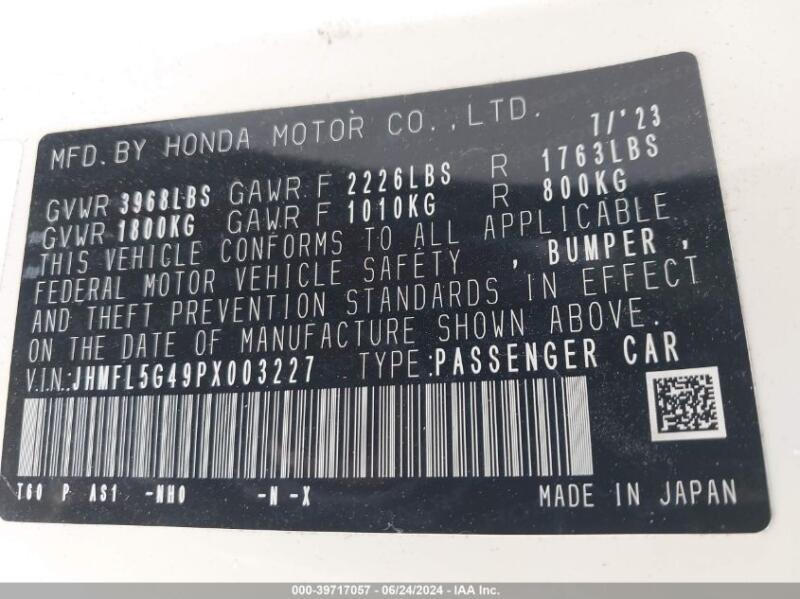 MFD. BY HONDA MOTOR CO., LTD. 7/'23
GVWR 3968LBS GAWR F 2226LBS R 1763LBS
GVWR 1800KG GAWR F 1010KG R 800KG
THIS VEHICLE CONFORMS TO ALL APPLICABLE
FEDERAL MOTOR VEHICLE SAFETY , BUMPER ,
AND THEFT PREVENTION STANDARDS IN EFFECT
ON THE DATE OF MANUFACTURE SHOWN ABOVE.
V.I.N.: JHMFL5G49PX003227 TYPE: PASSENGER CAR
T60 P AS1 -NH0 -N -X MADE IN JAPAN
000-39717057 - 06/24/2024 - IAA Inc.